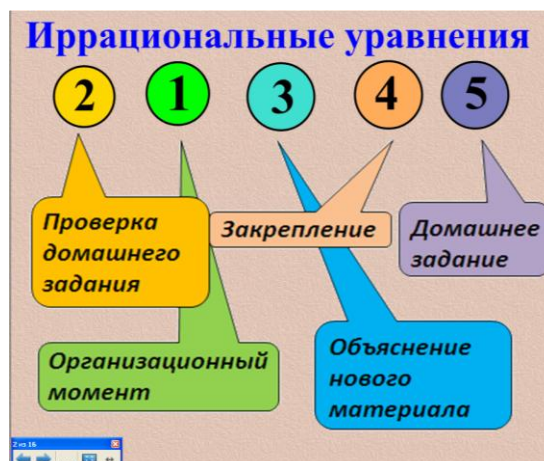 Иррациональные уравнения
2 1 3 4 5
Проверка
домашнего
задания
Закрепление
Домашнее
задание
Организационный
момент
Объяснение
нового
материала
2 из 16